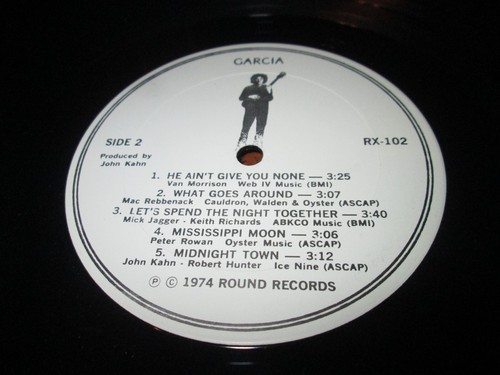 GARCIA
SIDE 2
RX-102
Produced by
John Kahn
1. HE AIN'T GIVE YOU NONE — 3:25
Van Morrison Web IV Music (BMI)
2. WHAT GOES AROUND — 3:07
Mac Rebbenack Cauldron, Walden & Oyster (ASCAP)
3. LET'S SPEND THE NIGHT TOGETHER — 3:40
Mick Jagger - Keith Richards ABKCO Music (BMI)
4. MISSISSIPPI MOON — 3:06
Peter Rowan Oyster Music (ASCAP)
5. MIDNIGHT TOWN — 3:12
John Kahn - Robert Hunter Ice Nine (ASCAP)
Ⓟ © 1974 ROUND RECORDS